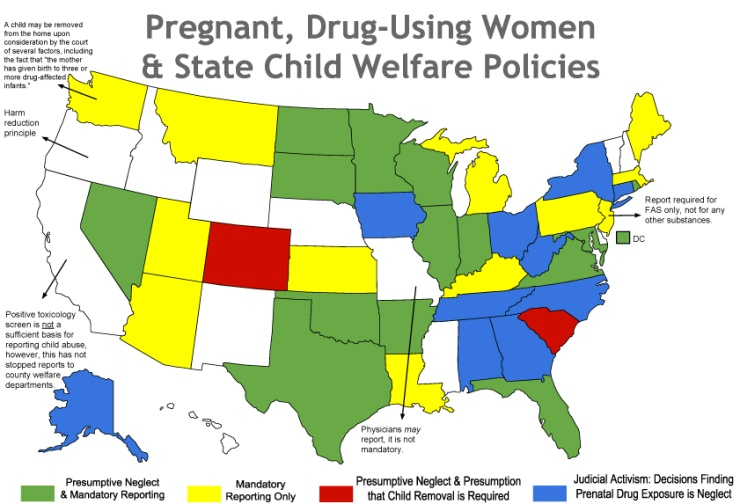 Pregnant, Drug-Using Women
& State Child Welfare Policies
A child may be removed
from the home upon
consideration by the court
of several factors, including
the fact that "the mother
has given birth to three or
more drug-affected
infants."
Harm
reduction
principle
Report required for
FAS only, not for any
other substances.
DC
Positive toxicology
screen is not a
sufficient basis for
reporting child abuse,
however, this has not
stopped reports to
county welfare
departments.
Physicians may
report, it is not
mandatory.
Presumptive Neglect
& Mandatory Reporting
Mandatory
Reporting Only
Presumptive Neglect & Presumption
that Child Removal is Required
Judicial Activism: Decisions Finding
Prenatal Drug Exposure is Neglect